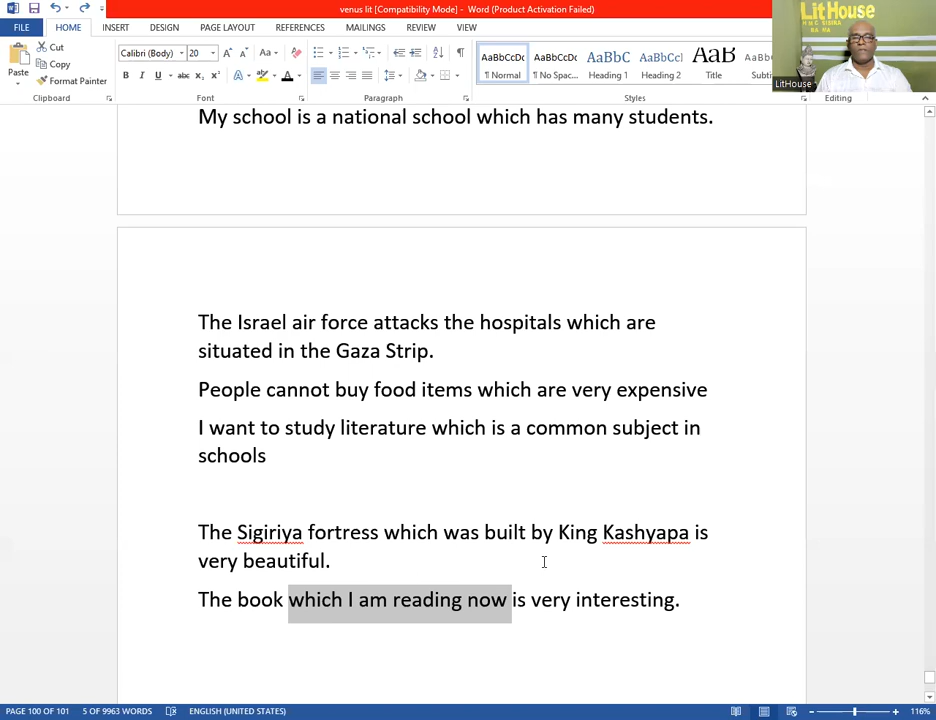 venus lit [Compatibility Mode] - Word (Product Activation Failed)
FILE HOME INSERT DESIGN PAGE LAYOUT REFERENCES MAILINGS REVIEW VIEW
Cut
Copy
Format Painter
Paste
Calibri (Body) 20
AaBbCcDc AaBbCcDc AaBbC AaBbCcl AaB AaBb
¶ Normal ¶ No Spac... Heading 1 Heading 2 Title Subti
Clipboard Font Paragraph Styles Editing
LitHouse
LitHouse
My school is a national school which has many students.
The Israel air force attacks the hospitals which are
situated in the Gaza Strip.
People cannot buy food items which are very expensive
I want to study literature which is a common subject in
schools
The Sigiriya fortress which was built by King Kashyapa is
very beautiful.
The book which I am reading now is very interesting.
PAGE 100 OF 101 5 OF 9963 WORDS ENGLISH (UNITED STATES) 116%